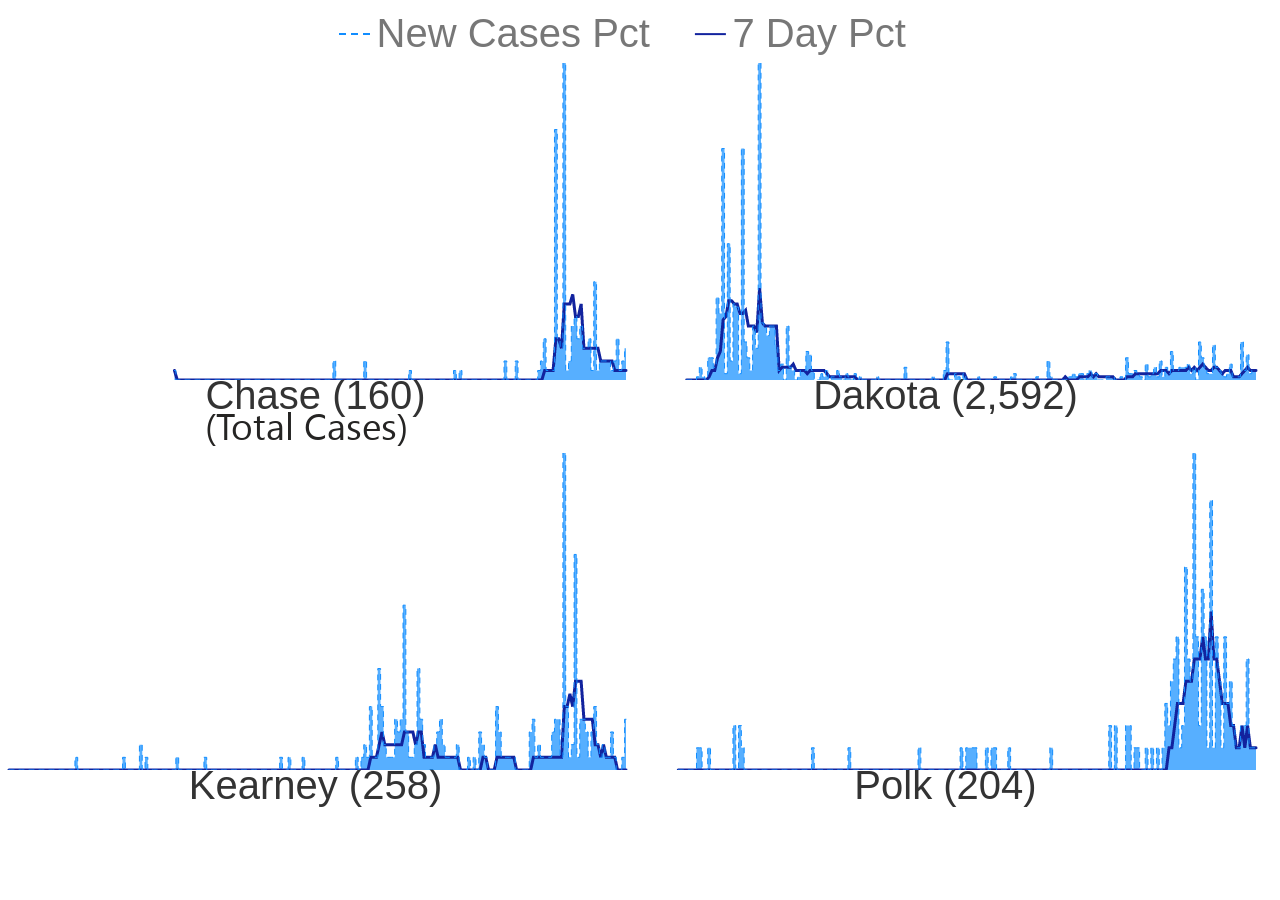 New Cases Pct 7 Day Pct
Chase (160)
(Total Cases)
Dakota (2,592)
Kearney (258)
Polk (204)